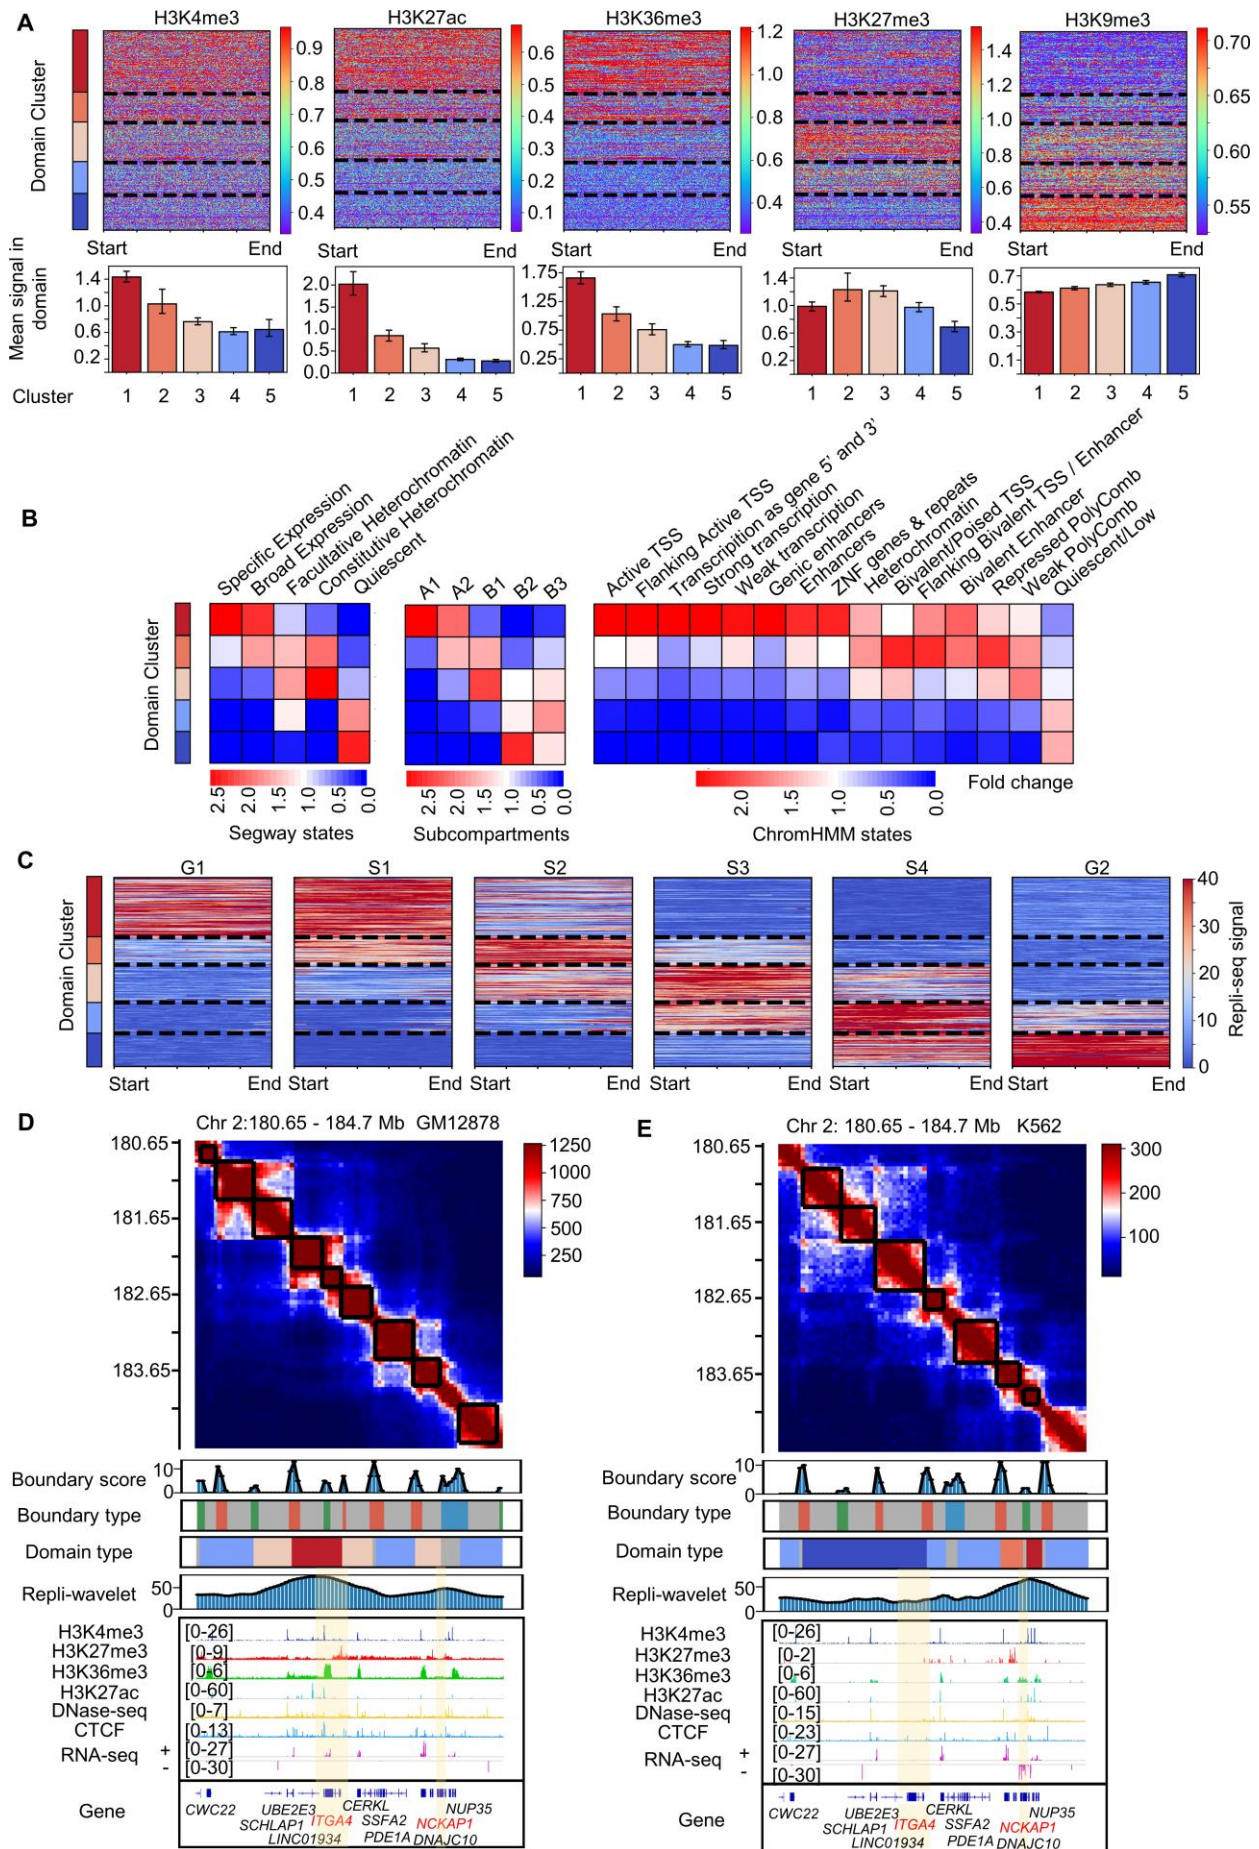 A
H3K4me3 H3K27ac H3K36me3 H3K27me3 H3K9me3
Domain Cluster
0.9
0.8
0.7
0.6
0.5
0.4
0.6
0.5
0.4
0.3
0.2
0.1
1.2
1.0
0.8
0.6
0.4
1.4
1.2
1.0
0.8
0.6
0.4
0.70
0.65
0.60
0.55
Start End Start End Start End Start End Start End
Mean signal in domain
1.4
1.0
0.6
0.2
2.0
1.5
1.0
0.5
0.0
1.75
1.25
0.75
0.25
1.4
1.0
0.6
0.2
0.7
0.5
0.3
0.1
Cluster 1 2 3 4 5 1 2 3 4 5 1 2 3 4 5 1 2 3 4 5 1 2 3 4 5
B
Specific Expression
Broad Expression
Facultative Heterochromatin
Constitutive Heterochromatin
Quiescent
A1
A2
B1
B2
B3
Active TSS
Flanking Active TSS
Transcription as gene 5' and 3'
Strong transcription
Weak transcription
Genic enhancers
Enhancers
ZNF genes & repeats
Heterochromatin
Bivalent/Poised TSS
Flanking Bivalent TSS / Enhancer
Bivalent Enhancer
Repressed PolyComb
Weak PolyComb
Quiescent/Low
Domain Cluster
2.5 2.0 1.5 1.0 0.5 0.0
Segway states
2.5 2.0 1.5 1.0 0.5 0.0
Subcompartments
2.0 1.0 0.0
ChromHMM states
Fold change
C
G1 S1 S2 S3 S4 G2
Domain Cluster
40
30
20
10
0
Repli-seq signal
Start End Start End Start End Start End Start End Start End
D
Chr 2:180.65 - 184.7 Mb GM12878
180.65
181.65
182.65
183.65
1250
1000
750
500
250
Boundary score
10
0
Boundary type
Domain type
Repli-wavelet
50
0
H3K4me3 [0-26]
H3K27me3 [0-9]
H3K36me3 [0-6]
H3K27ac [0-60]
DNase-seq [0-7]
CTCF [0-13]
RNA-seq + [0-27]
- [0-30]
Gene
CWC22 UBE2E3 CERKL NUP35
SCHLAP1 ITGA4 SSFA2 NCKAP1
LINC01934 PDE1A DNAJC10
E
Chr 2: 180.65 - 184.7 Mb K562
180.65
181.65
182.65
183.65
300
200
100
Boundary score
10
0
Boundary type
Domain type
Repli-wavelet
50
0
H3K4me3 [0-26]
H3K27me3 [0-2]
H3K36me3 [0-6]
H3K27ac [0-60]
DNase-seq [0-15]
CTCF [0-23]
RNA-seq + [0-27]
- [0-30]
Gene
CWC22 UBE2E3 CERKL NUP35
SCHLAP1 ITGA4 SSFA2 NCKAP1
LINC01934 PDE1A DNAJC10